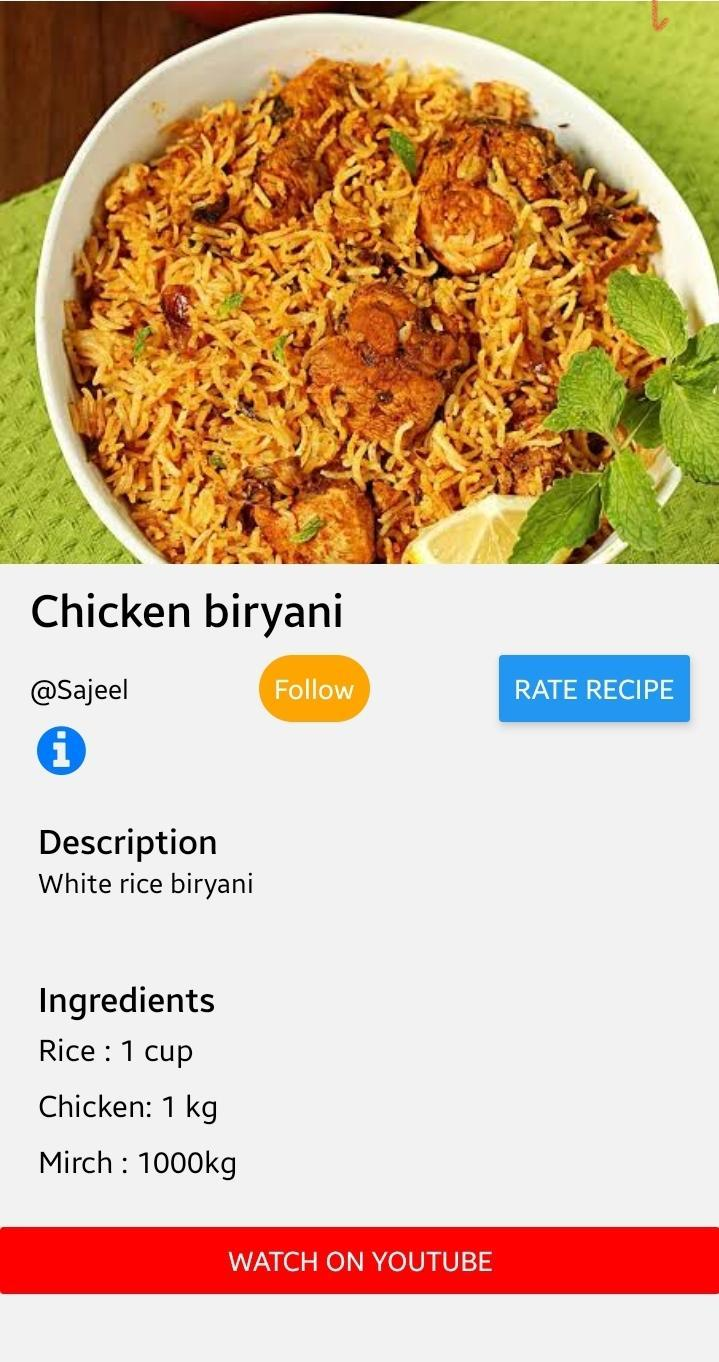 Chicken biryani
@Sajeel
Follow
RATE RECIPE
Description
White rice biryani
Ingredients
Rice : 1 cup
Chicken: 1 kg
Mirch : 1000kg
WATCH ON YOUTUBE